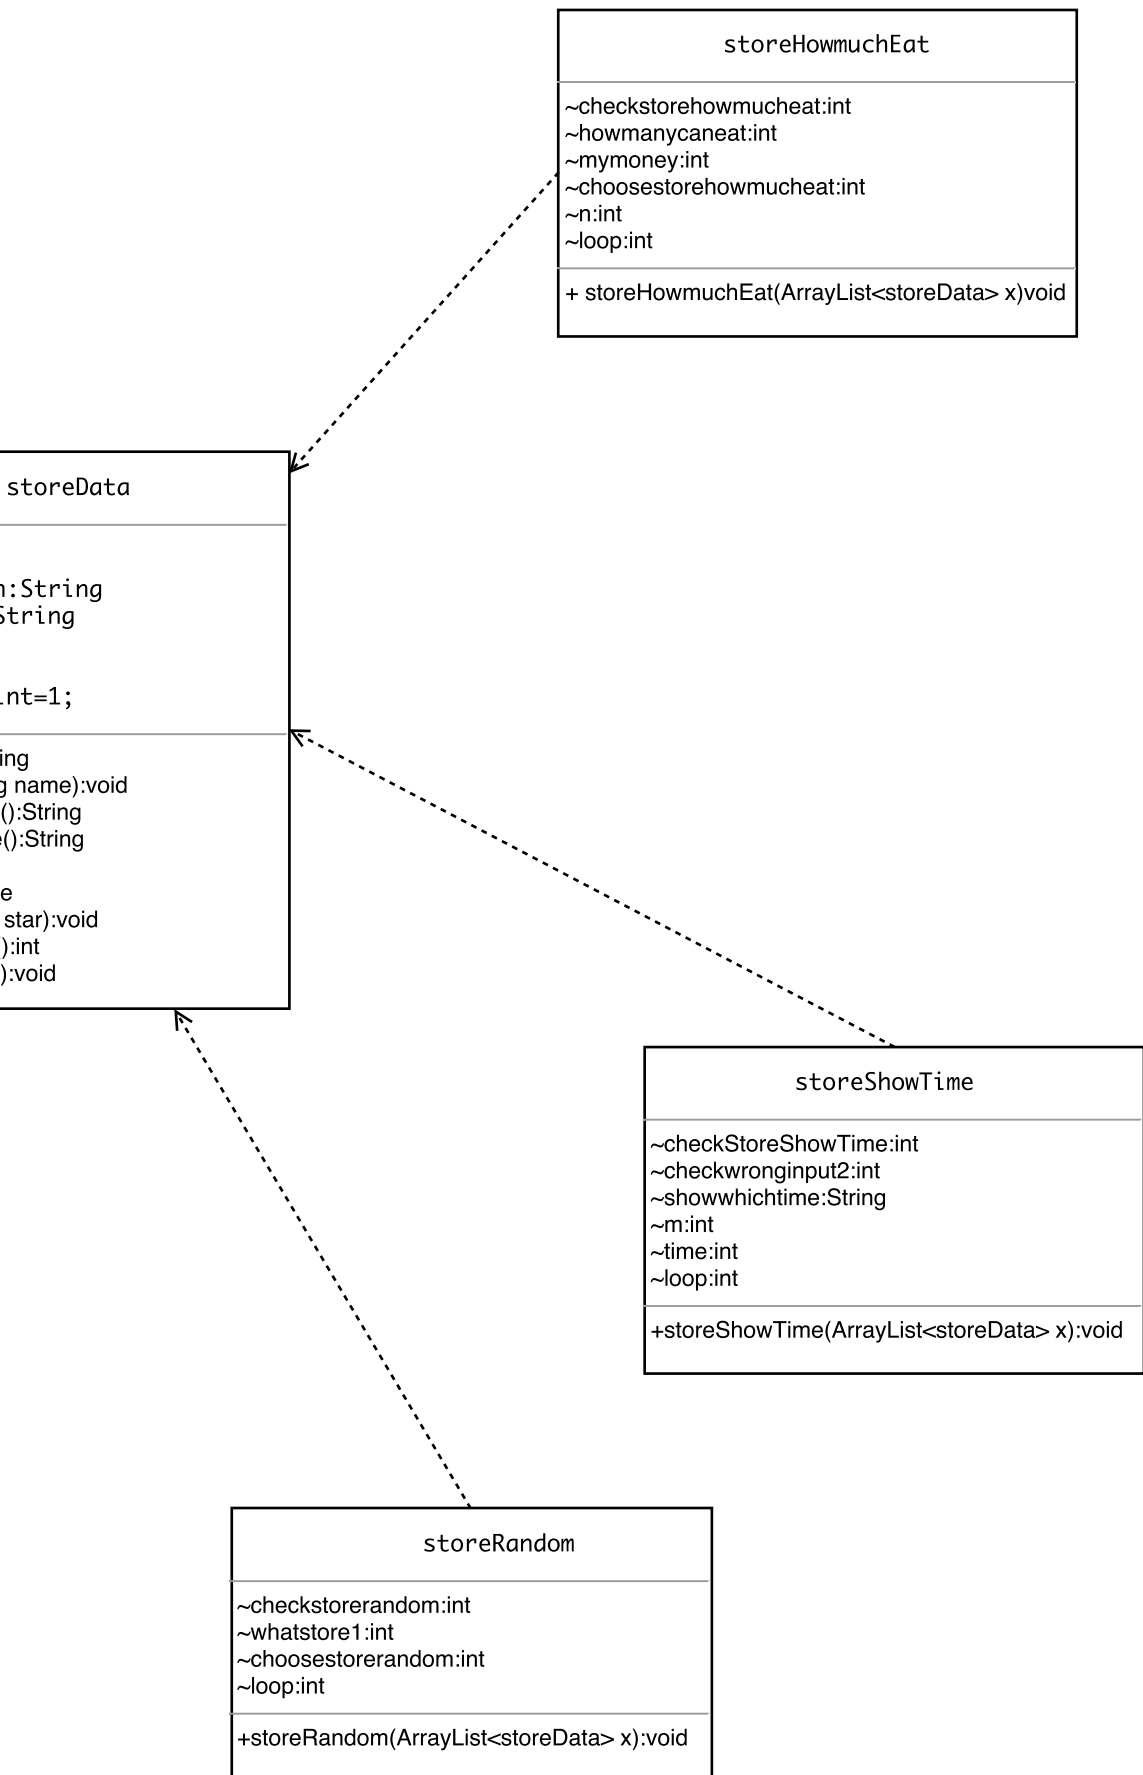 storeHowmuchEat
~checkstorehowmucheat:int
~howmanycaneat:int
~mymoney:int
~choosestorehowmucheat:int
~n:int
~loop:int
+ storeHowmuchEat(ArrayList<storeData> x)void
storeData
:String
String
int=1;
ing
g name):void
():String
e():String
e
star):void
):int
):void
storeShowTime
~checkStoreShowTime:int
~checkwronginput2:int
~showwhichtime:String
~m:int
~time:int
~loop:int
+storeShowTime(ArrayList<storeData> x):void
storeRandom
~checkstorerandom:int
~whatstore1:int
~choosestorerandom:int
~loop:int
+storeRandom(ArrayList<storeData> x):void